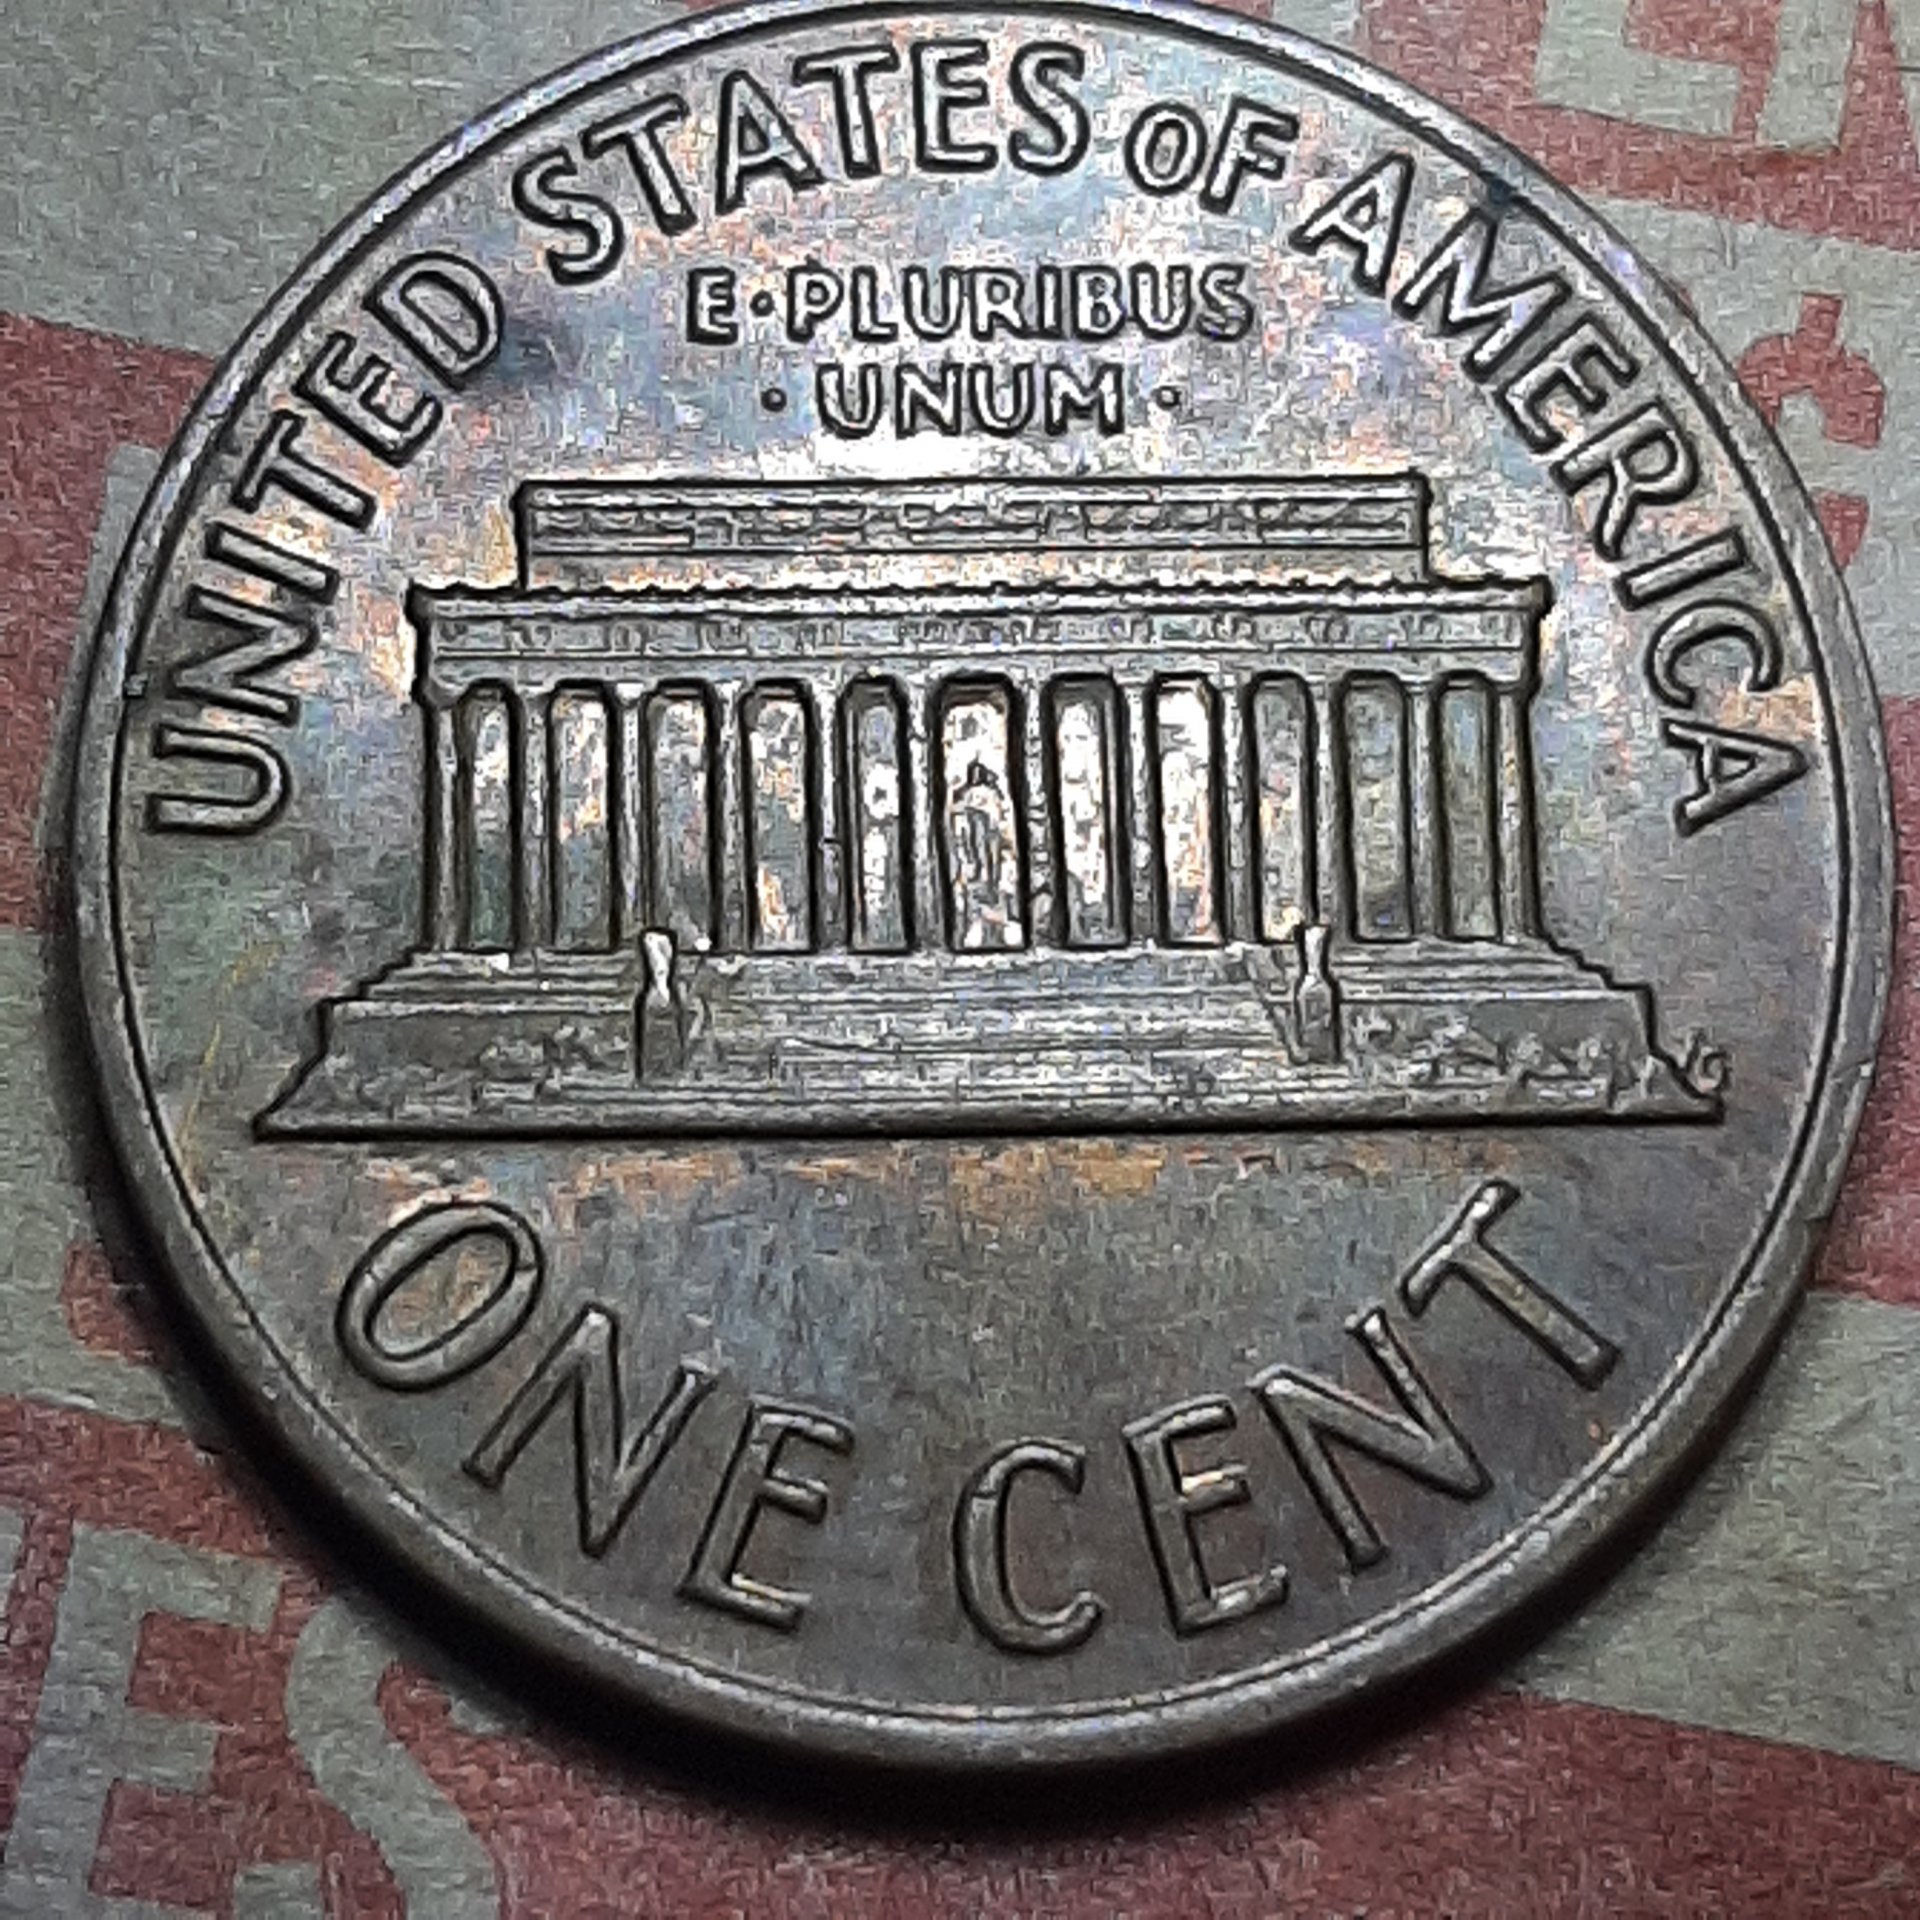 UNITED STATES OF AMERICA
E·PLURIBUS
·UNUM·
ONE CENT